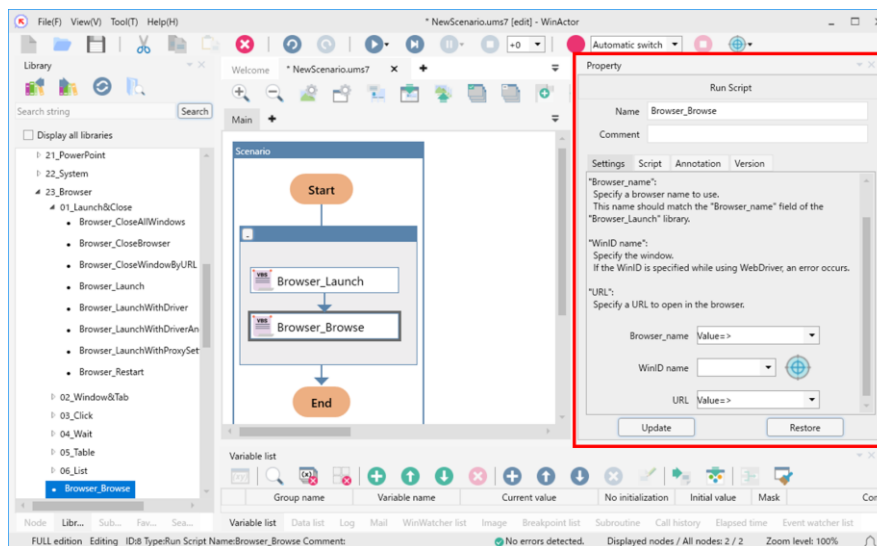 File(F) View(V) Tool(T) Help(H)
* NewScenario.ums7 [edit] - WinActor
+0
Automatic switch
Library
Search string
Search
Display all libraries
21_PowerPoint
22_System
23_Browser
01_Launch&Close
Browser_CloseAllWindows
Browser_CloseBrowser
Browser_CloseWindowByURL
Browser_Launch
Browser_LaunchWithDriver
Browser_LaunchWithDriverAn
Browser_LaunchWithProxySet
Browser_Restart
02_Window&Tab
03_Click
04_Wait
05_Table
06_List
Browser_Browse
Node Libr... Sub... Fav... Sea...
Welcome * NewScenario.ums7
Main
Scenario
Start
VBS Browser_Launch
VBS Browser_Browse
End
Property
Run Script
Name Browser_Browse
Comment
Settings Script Annotation Version
"Browser_name":
Specify a browser name to use.
This name should match the "Browser_name" field of the
"Browser_Launch" library.
"WinID name":
Specify the window.
If the WinID is specified while using WebDriver, an error occurs.
"URL":
Specify a URL to open in the browser.
Browser_name Value=>
WinID name
URL Value=>
Update Restore
Variable list
Group name Variable name Current value No initialization Initial value Mask Co
Variable list Data list Log Mail WinWatcher list Image Breakpoint list Subroutine Call history Elapsed time Event watcher list
FULL edition Editing ID:8 Type:Run Script Name:Browser_Browse Comment: No errors detected. Displayed nodes / All nodes: 2 / 2 Zoom level: 100%